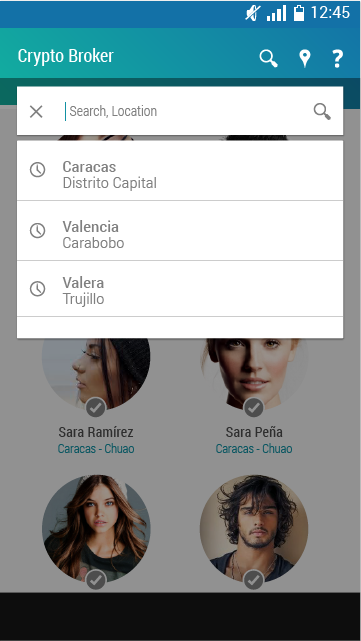 12:45
Crypto Broker
?
Search, Location
Caracas
Distrito Capital
Valencia
Carabobo
Valera
Trujillo
Sara Ramírez
Sara Peña
Caracas - Chuao
Caracas - Chuao